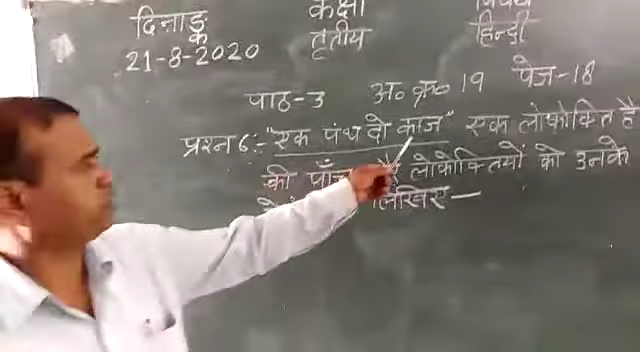 दिनाङ्क कक्षा विषय
21-8-2020 तृतीय हिन्दी
पाठ-3 अ० क्र० 19 पेज-18
प्रश्न 6:- "एक पंथ दो काज" एक लोकोक्ति है
की पाँच लोकोक्तियों को उनके
लिखिए —